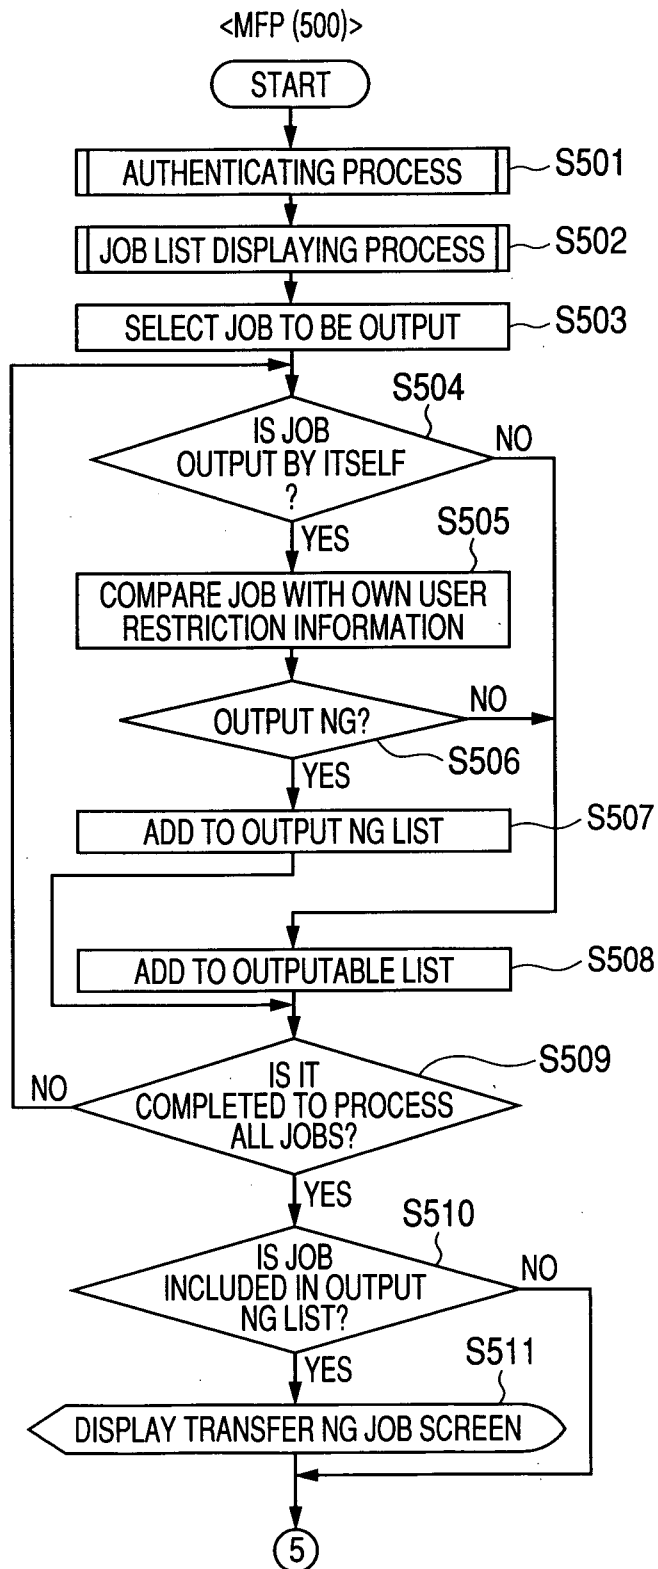 <MFP (500)>
START
AUTHENTICATING PROCESS
S501
JOB LIST DISPLAYING PROCESS
S502
SELECT JOB TO BE OUTPUT
S503
S504
IS JOB
OUTPUT BY ITSELF
?
NO
YES
S505
COMPARE JOB WITH OWN USER
RESTRICTION INFORMATION
OUTPUT NG?
NO
S506
YES
ADD TO OUTPUT NG LIST
S507
ADD TO OUTPUTABLE LIST
S508
S509
IS IT
COMPLETED TO PROCESS
ALL JOBS?
NO
YES
S510
IS JOB
INCLUDED IN OUTPUT
NG LIST?
NO
YES
S511
DISPLAY TRANSFER NG JOB SCREEN
5